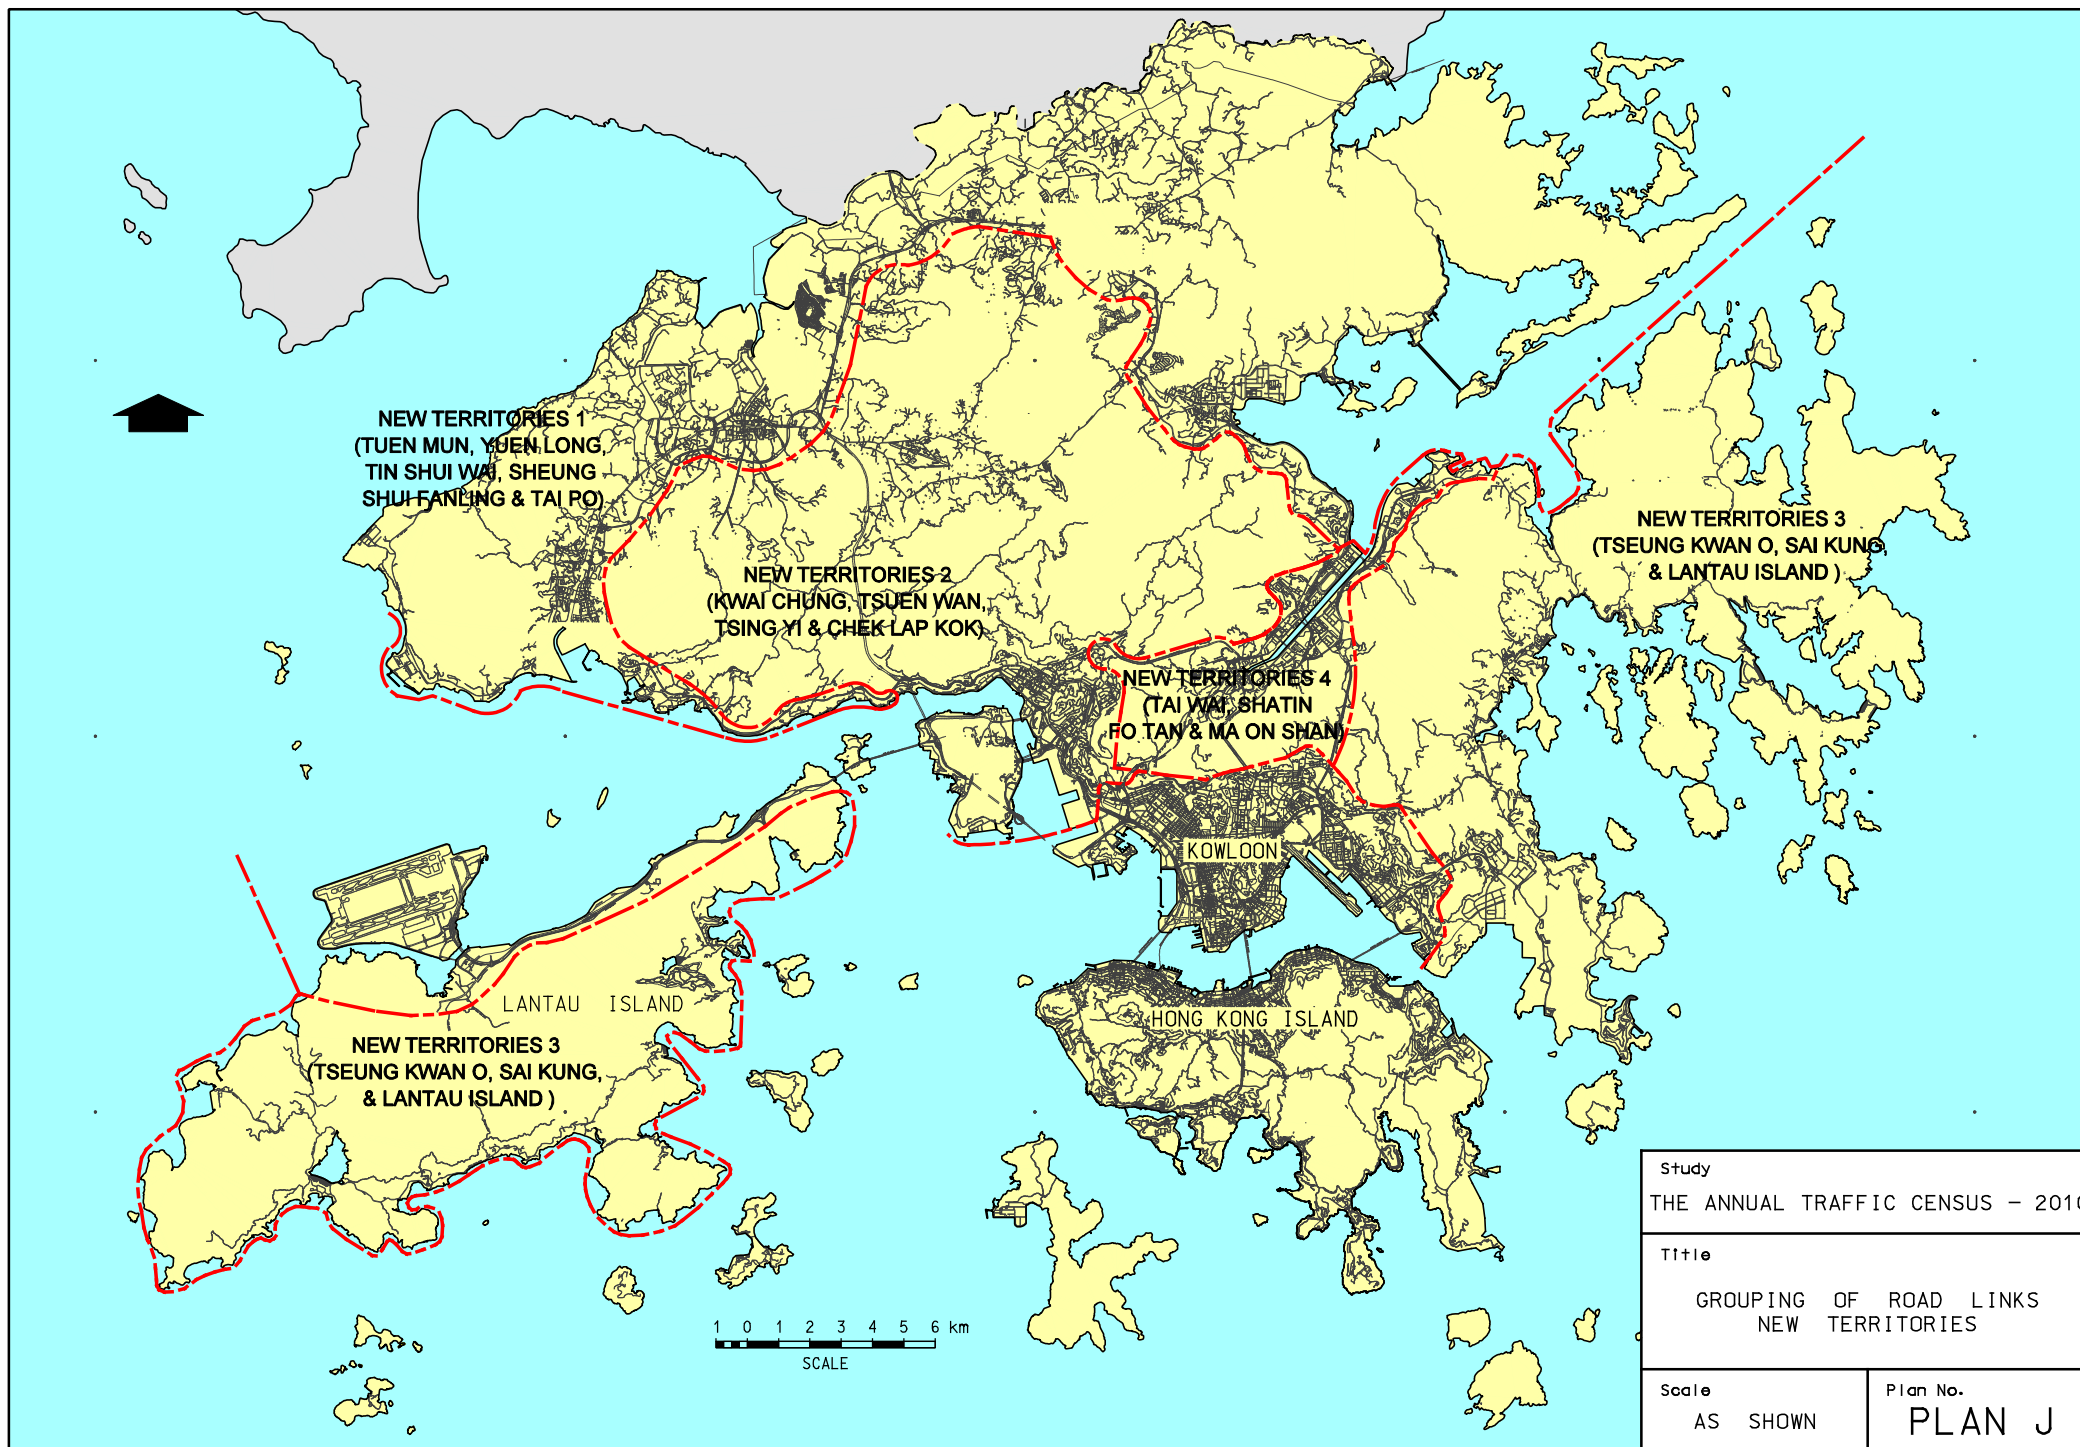 NEW TERRITORIES 1
(TUEN MUN, YUEN LONG,
TIN SHUI WAI, SHEUNG
SHUI FANLING & TAI PO)
NEW TERRITORIES 2
(KWAI CHUNG, TSUEN WAN,
TSING YI & CHEK LAP KOK)
NEW TERRITORIES 3
(TSEUNG KWAN O, SAI KUNG,
& LANTAU ISLAND )
NEW TERRITORIES 4
(TAI WAI, SHATIN
FO TAN & MA ON SHAN)
KOWLOON
LANTAU ISLAND
HONG KONG ISLAND
NEW TERRITORIES 3
(TSEUNG KWAN O, SAI KUNG,
& LANTAU ISLAND )
1 0 1 2 3 4 5 6 km
SCALE
Study
THE ANNUAL TRAFFIC CENSUS - 2010
Title
GROUPING OF ROAD LINKS
NEW TERRITORIES
Scale
AS SHOWN
Plan No.
PLAN J